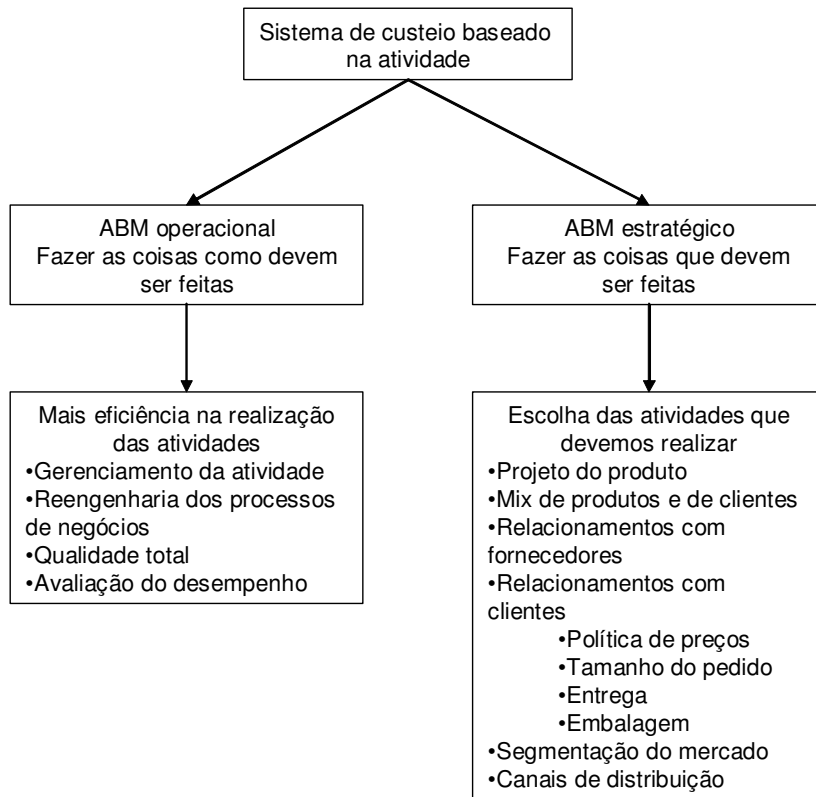 Sistema de custeio baseado
na atividade
ABM operacional
Fazer as coisas como devem
ser feitas
ABM estratégico
Fazer as coisas que devem
ser feitas
Mais eficiência na realização
das atividades
•Gerenciamento da atividade
•Reengenharia dos processos
de negócios
•Qualidade total
•Avaliação do desempenho
Escolha das atividades que
devemos realizar
•Projeto do produto
•Mix de produtos e de clientes
•Relacionamentos com
fornecedores
•Relacionamentos com
clientes
•Política de preços
•Tamanho do pedido
•Entrega
•Embalagem
•Segmentação do mercado
•Canais de distribuição